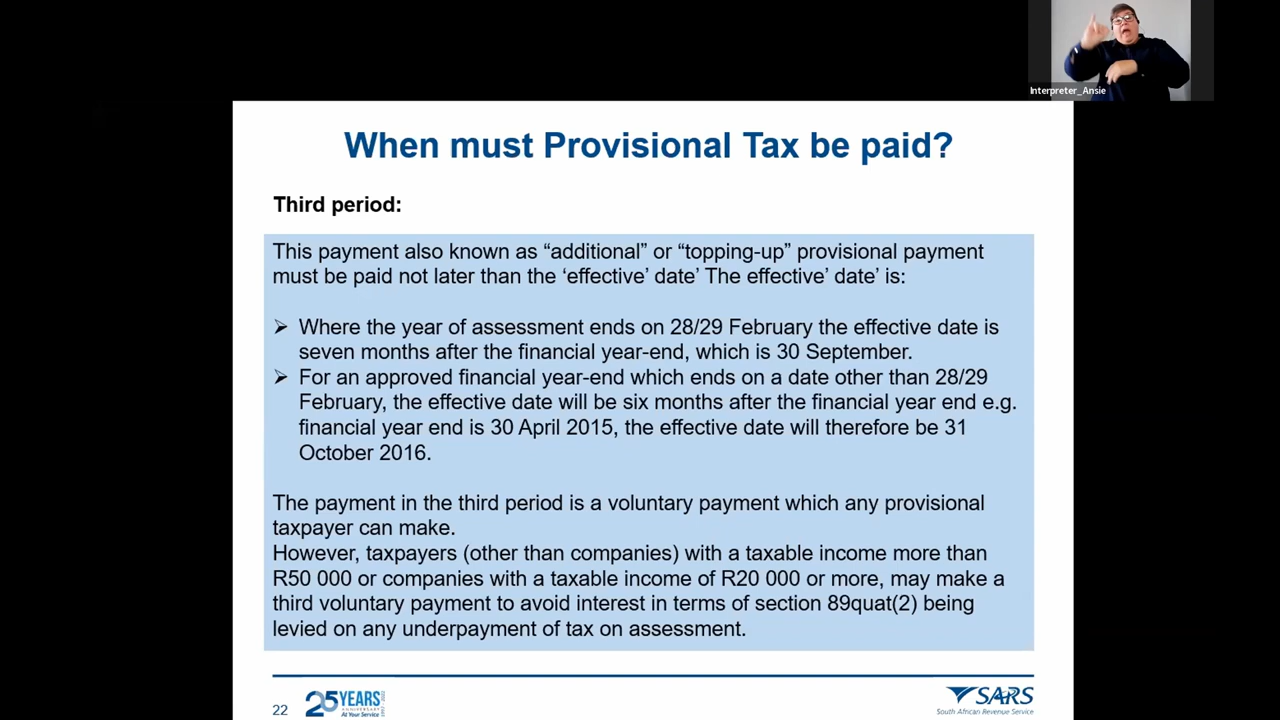 Interpreter_Ansie
When must Provisional Tax be paid?
Third period:
This payment also known as “additional” or “topping-up” provisional payment
must be paid not later than the ‘effective’ date’ The effective’ date’ is:
➢ Where the year of assessment ends on 28/29 February the effective date is
seven months after the financial year-end, which is 30 September.
➢ For an approved financial year-end which ends on a date other than 28/29
February, the effective date will be six months after the financial year end e.g.
financial year end is 30 April 2015, the effective date will therefore be 31
October 2016.
The payment in the third period is a voluntary payment which any provisional
taxpayer can make.
However, taxpayers (other than companies) with a taxable income more than
R50 000 or companies with a taxable income of R20 000 or more, may make a
third voluntary payment to avoid interest in terms of section 89quat(2) being
levied on any underpayment of tax on assessment.
22
25 YEARS
ANNIVERSARY
At Your Service
SARS
South African Revenue Service